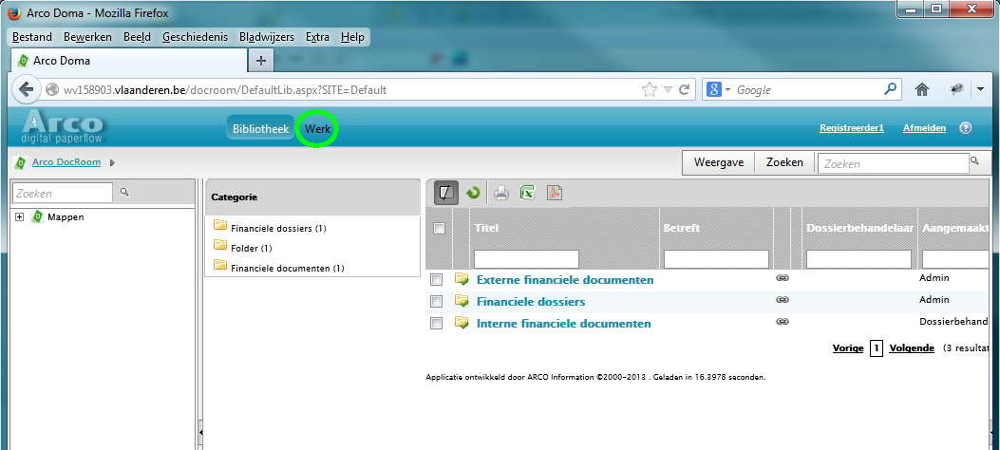 Arco Doma - Mozilla Firefox
Bestand Bewerken Beeld Geschiedenis Bladwijzers Extra Help
Arco Doma
wv158903.vlaanderen.be/docroom/DefaultLib.aspx?SITE=Default
Google
Arco
digital paperflow
Bibliotheek Werk
Registreerder1 Afmelden
Arco DocRoom
Weergave Zoeken Zoeken
Zoeken
Mappen
Categorie
Financiele dossiers (1)
Folder (1)
Financiele documenten (1)
Titel Betreft Dossierbehandelaar Aangemaakt
Externe financiele documenten Admin
Financiele dossiers Admin
Interne financiele documenten Dossierbehand
Vorige 1 Volgende (3 resultat
Applicatie ontwikkeld door ARCO Information ©2000-2013 . Geladen in 16.3978 seconden.